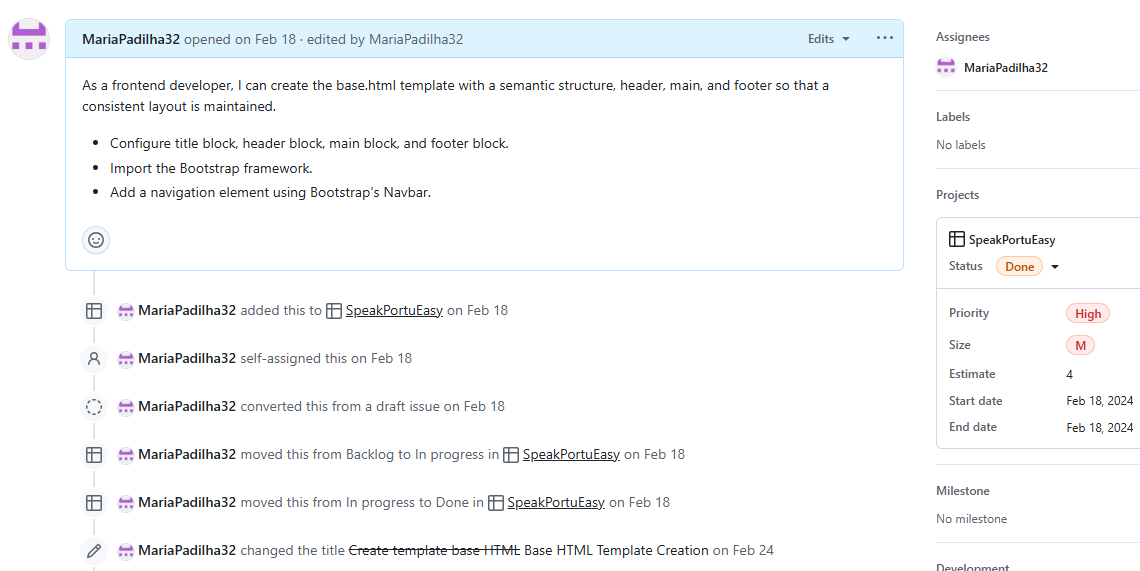 MariaPadilha32 opened on Feb 18 · edited by MariaPadilha32
Edits
As a frontend developer, I can create the base.html template with a semantic structure, header, main, and footer so that a
consistent layout is maintained.
Configure title block, header block, main block, and footer block.
Import the Bootstrap framework.
Add a navigation element using Bootstrap's Navbar.
MariaPadilha32 added this to SpeakPortuEasy on Feb 18
MariaPadilha32 self-assigned this on Feb 18
MariaPadilha32 converted this from a draft issue on Feb 18
MariaPadilha32 moved this from Backlog to In progress in SpeakPortuEasy on Feb 18
MariaPadilha32 moved this from In progress to Done in SpeakPortuEasy on Feb 18
MariaPadilha32 changed the title Create template base HTML Base HTML Template Creation on Feb 24
Assignees
MariaPadilha32
Labels
No labels
Projects
SpeakPortuEasy
Status Done
Priority High
Size M
Estimate 4
Start date Feb 18, 2024
End date Feb 18, 2024
Milestone
No milestone
Development